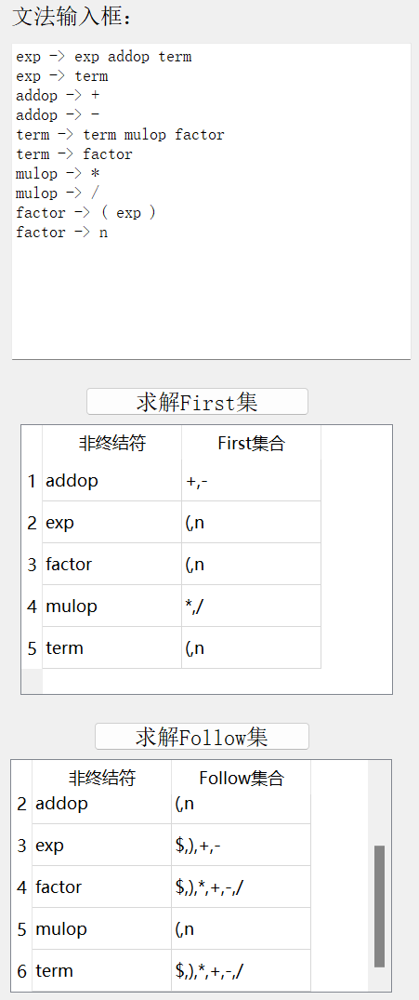 文法输入框:
exp -> exp addop term
exp -> term
addop -> +
addop -> -
term -> term mulop factor
term -> factor
mulop -> *
mulop -> /
factor -> ( exp )
factor -> n
求解First集
非终结符 First集合
1 addop +,-
2 exp (,n
3 factor (,n
4 mulop *,/
5 term (,n
求解Follow集
非终结符 Follow集合
2 addop (,n
3 exp $,),+,-
4 factor $,),*,+,-,/
5 mulop (,n
6 term $,),*,+,-,/